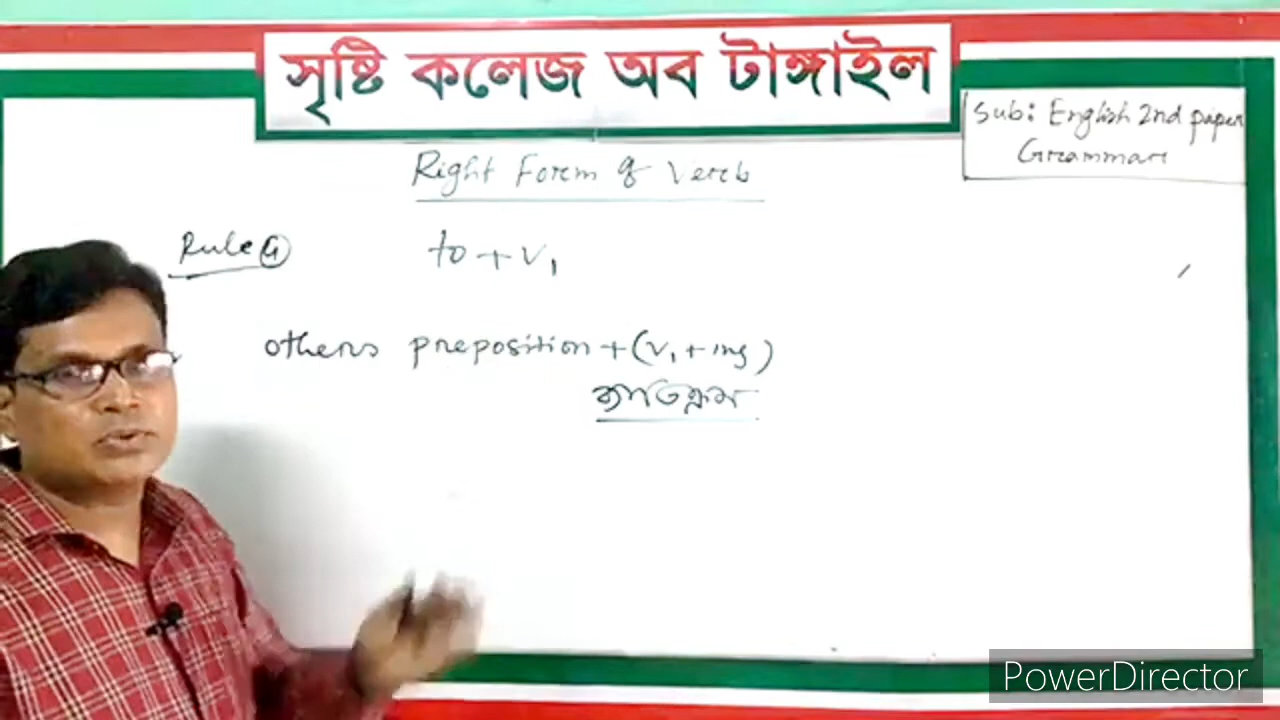 সৃষ্টি কলেজ অব টাঙ্গাইল
Sub: English 2nd paper
Grammar
Right Form of Verb
Rule 4
to + V₁
others preposition + (V₁ + ing)
ব্যতিক্রম
PowerDirector